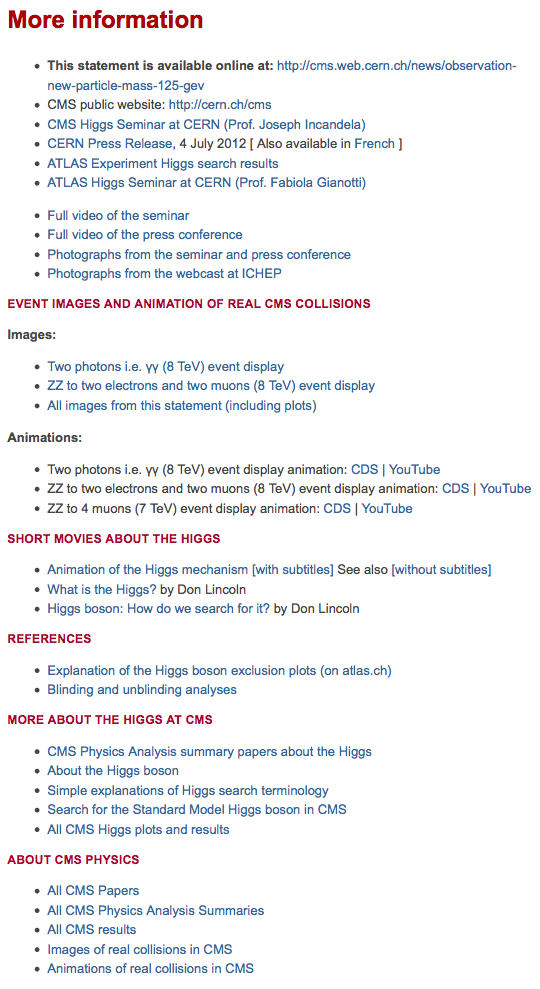 More information
• This statement is available online at: http://cms.web.cern.ch/news/observation-
new-particle-mass-125-gev
• CMS public website: http://cern.ch/cms
• CMS Higgs Seminar at CERN (Prof. Joseph Incandela)
• CERN Press Release, 4 July 2012 [ Also available in French ]
• ATLAS Experiment Higgs search results
• ATLAS Higgs Seminar at CERN (Prof. Fabiola Gianotti)
• Full video of the seminar
• Full video of the press conference
• Photographs from the seminar and press conference
• Photographs from the webcast at ICHEP
EVENT IMAGES AND ANIMATION OF REAL CMS COLLISIONS
Images:
• Two photons i.e. γγ (8 TeV) event display
• ZZ to two electrons and two muons (8 TeV) event display
• All images from this statement (including plots)
Animations:
• Two photons i.e. γγ (8 TeV) event display animation: CDS | YouTube
• ZZ to two electrons and two muons (8 TeV) event display animation: CDS | YouTube
• ZZ to 4 muons (7 TeV) event display animation: CDS | YouTube
SHORT MOVIES ABOUT THE HIGGS
• Animation of the Higgs mechanism [with subtitles] See also [without subtitles]
• What is the Higgs? by Don Lincoln
• Higgs boson: How do we search for it? by Don Lincoln
REFERENCES
• Explanation of the Higgs boson exclusion plots (on atlas.ch)
• Blinding and unblinding analyses
MORE ABOUT THE HIGGS AT CMS
• CMS Physics Analysis summary papers about the Higgs
• About the Higgs boson
• Simple explanations of Higgs search terminology
• Search for the Standard Model Higgs boson in CMS
• All CMS Higgs plots and results
ABOUT CMS PHYSICS
• All CMS Papers
• All CMS Physics Analysis Summaries
• All CMS results
• Images of real collisions in CMS
• Animations of real collisions in CMS